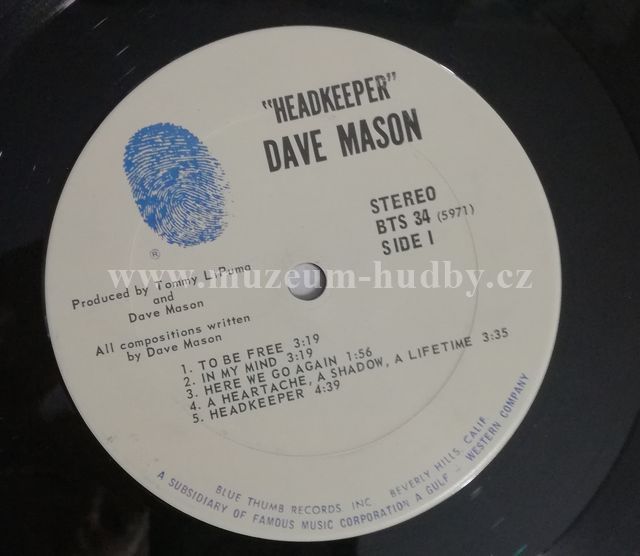 "HEADKEEPER"
DAVE MASON
STEREO
BTS 34 (5971)
SIDE 1
®
Produced by Tommy LiPuma
and
Dave Mason
All compositions written
by Dave Mason
1. TO BE FREE 3:19
2. IN MY MIND 3:19
3. HERE WE GO AGAIN 1:56
4. A HEARTACHE, A SHADOW, A LIFETIME 3:35
5. HEADKEEPER 4:39
BLUE THUMB RECORDS, INC. BEVERLY HILLS, CALIF.
A SUBSIDIARY OF FAMOUS MUSIC CORPORATION A GULF - WESTERN COMPANY
www.muzeum-hudby.cz